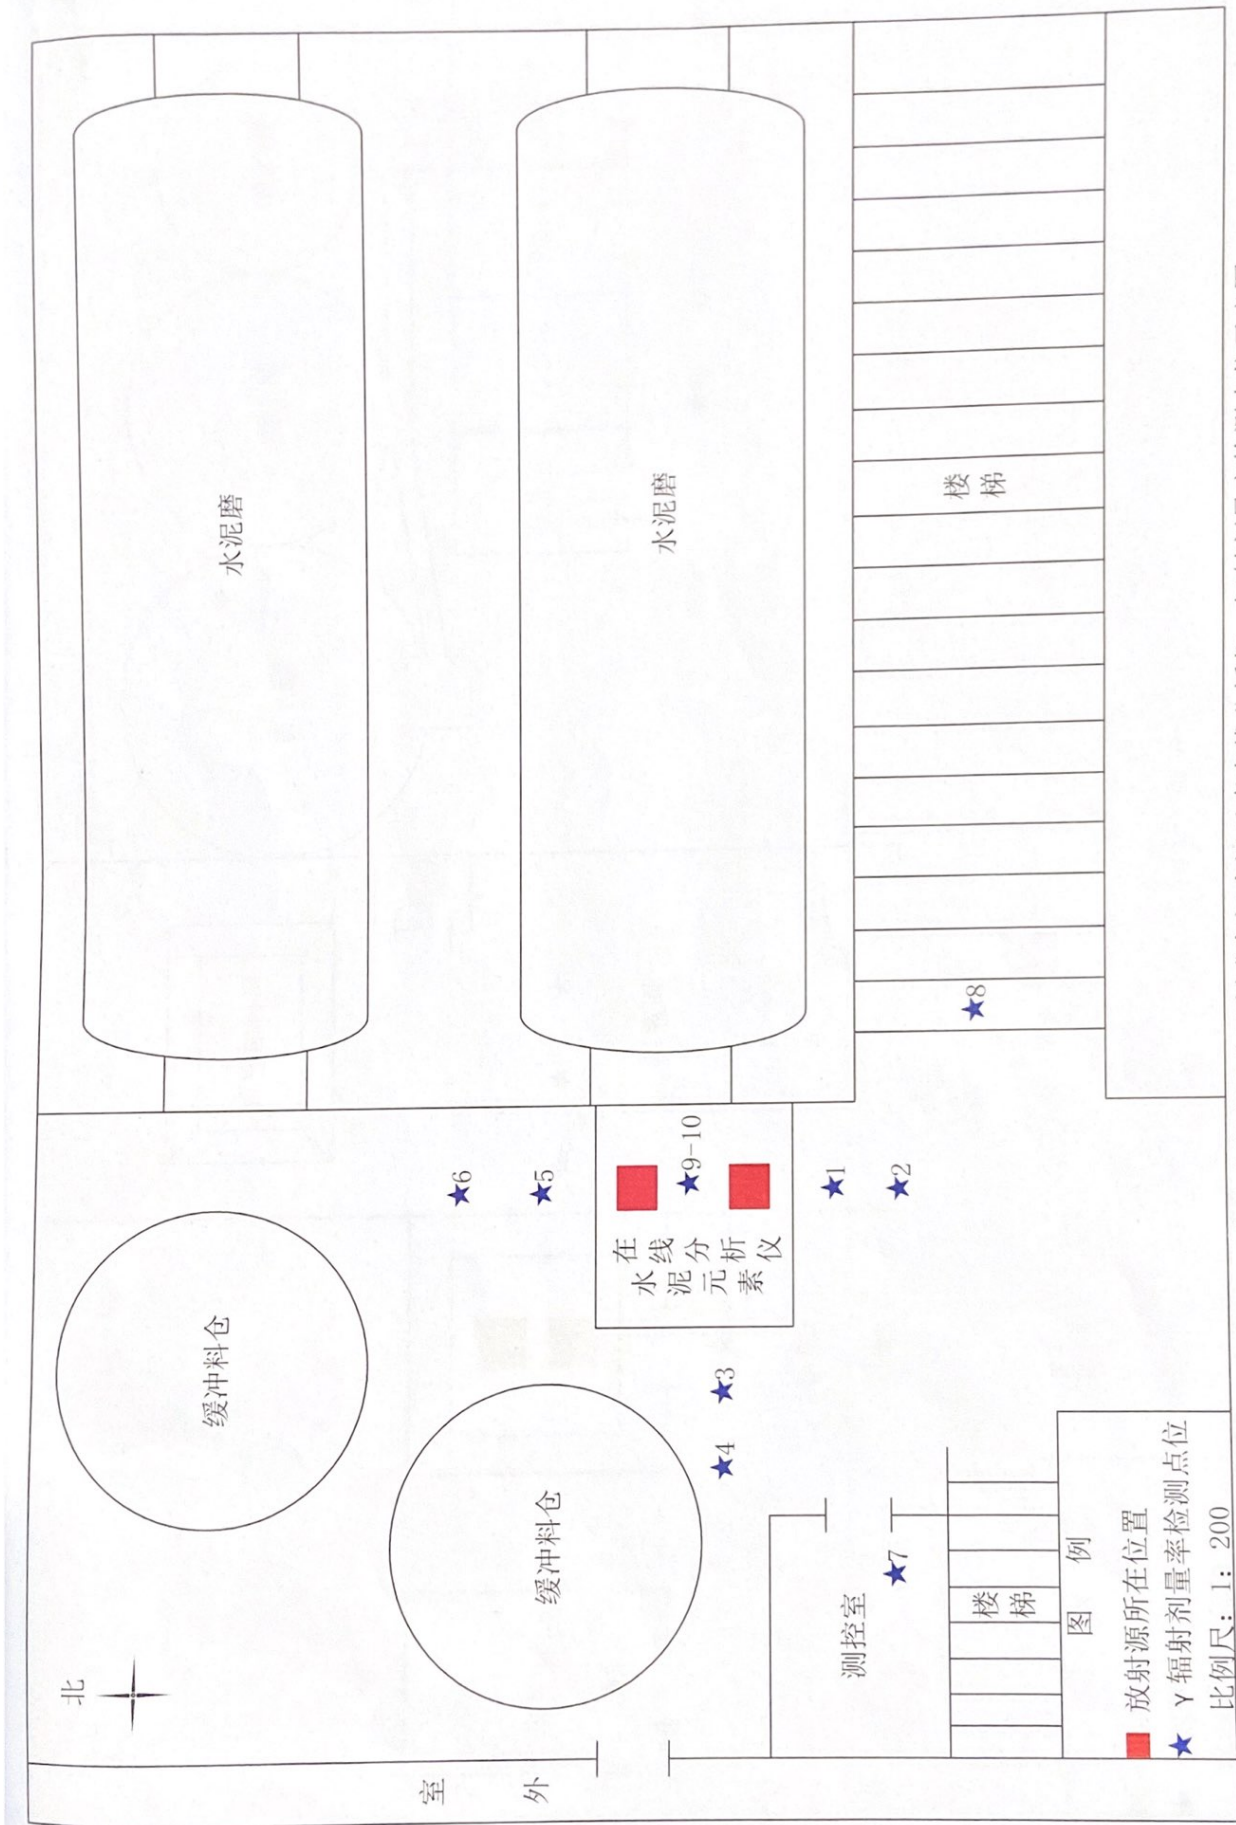 北
室
外
缓冲料仓
缓冲料仓
水泥磨
水泥磨
在
水线
泥分
元析
素仪
★6
★5
★9-10
★1
★2
★3
★4
★7
★8
测控室
楼
梯
楼
梯
图 例
放射源所在位置
γ辐射剂量率检测点位
比例尺: 1: 200